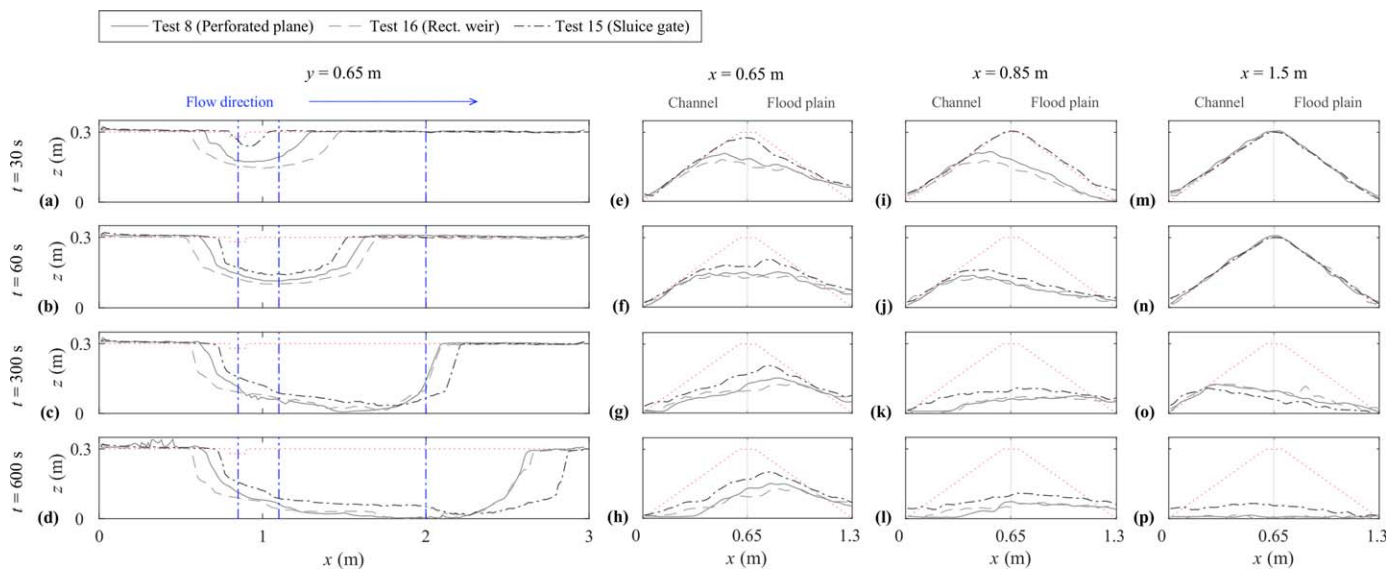 Test 8 (Perforated plane) Test 16 (Rect. weir) Test 15 (Sluice gate)
y = 0.65 m x = 0.65 m x = 0.85 m x = 1.5 m
Flow direction Channel Flood plain Channel Flood plain Channel Flood plain
t = 30 s z (m) 0.3 0 (a) (e) (i) (m)
t = 60 s z (m) 0.3 0 (b) (f) (j) (n)
t = 300 s z (m) 0.3 0 (c) (g) (k) (o)
t = 600 s z (m) 0.3 0 (d) (h) (l) (p)
0 1 2 3 0 0.65 1.3 0 0.65 1.3 0 0.65 1.3
x (m) x (m) x (m) x (m)